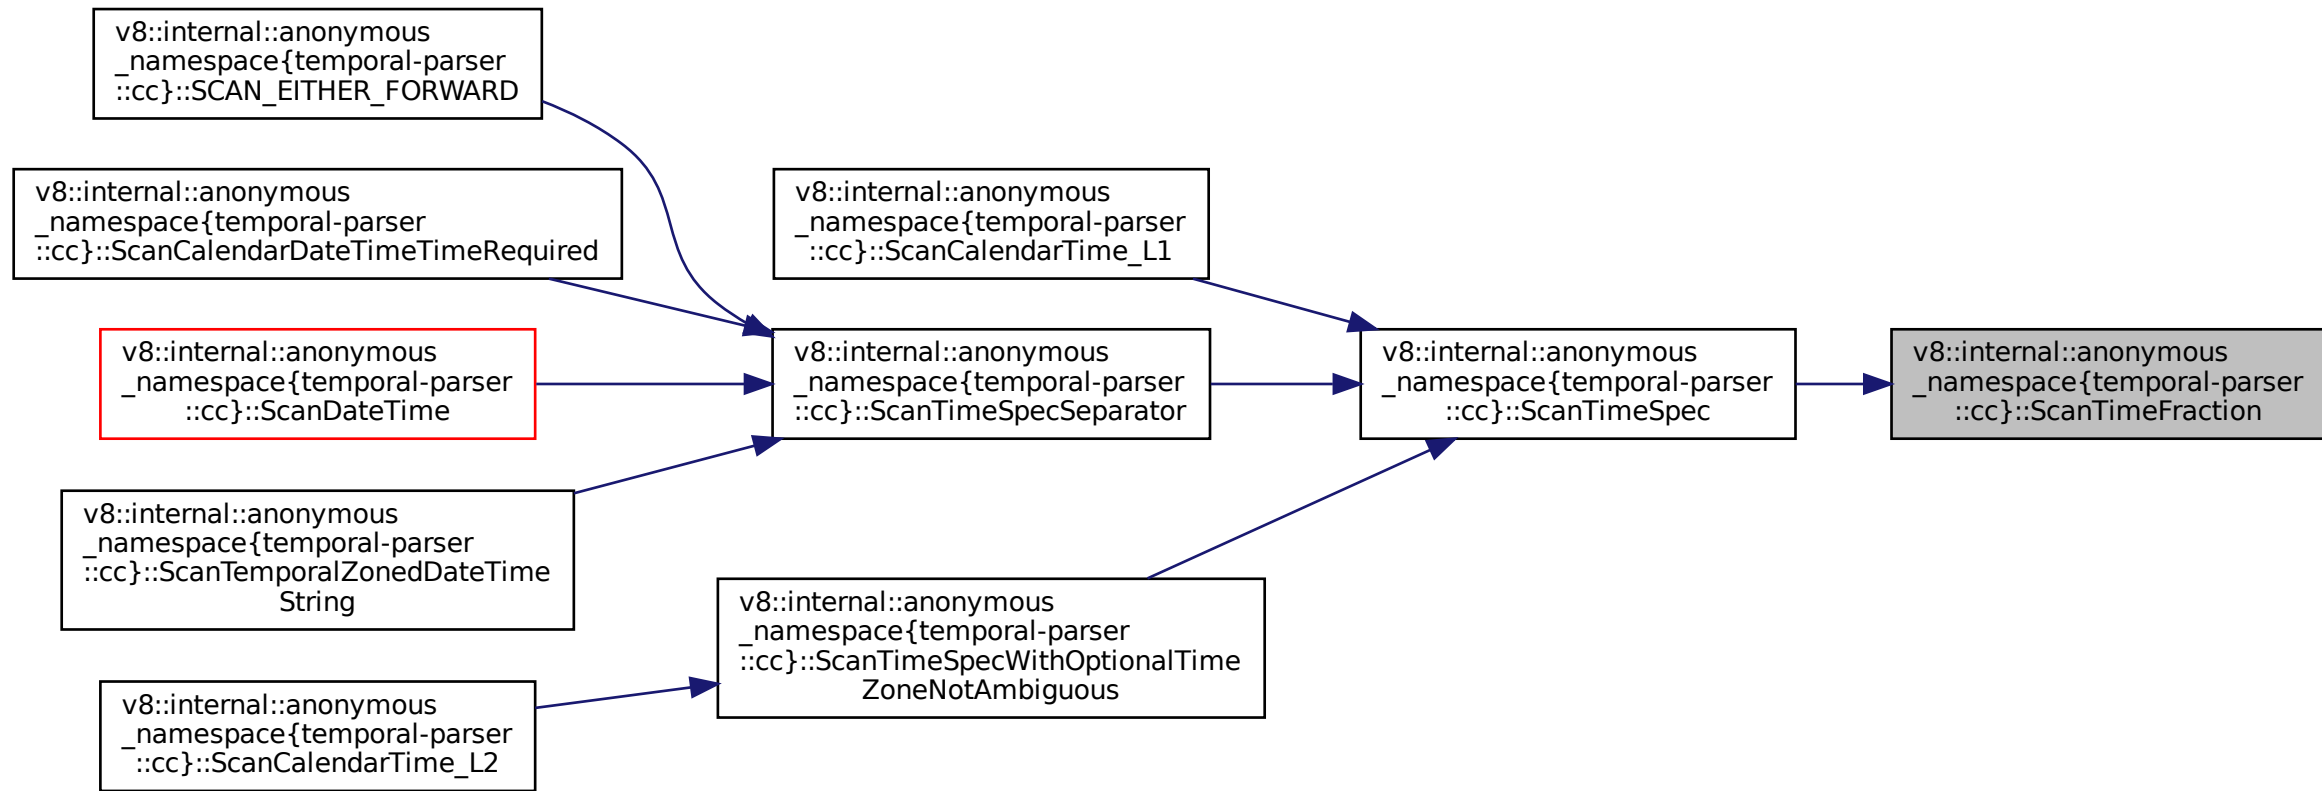 v8::internal::anonymous
_namespace{temporal-parser
::cc}::SCAN_EITHER_FORWARD
v8::internal::anonymous
_namespace{temporal-parser
::cc}::ScanCalendarDateTimeTimeRequired
v8::internal::anonymous
_namespace{temporal-parser
::cc}::ScanCalendarTime_L1
v8::internal::anonymous
_namespace{temporal-parser
::cc}::ScanDateTime
v8::internal::anonymous
_namespace{temporal-parser
::cc}::ScanTimeSpecSeparator
v8::internal::anonymous
_namespace{temporal-parser
::cc}::ScanTimeSpec
v8::internal::anonymous
_namespace{temporal-parser
::cc}::ScanTimeFraction
v8::internal::anonymous
_namespace{temporal-parser
::cc}::ScanTemporalZonedDateTime
String
v8::internal::anonymous
_namespace{temporal-parser
::cc}::ScanTimeSpecWithOptionalTime
ZoneNotAmbiguous
v8::internal::anonymous
_namespace{temporal-parser
::cc}::ScanCalendarTime_L2